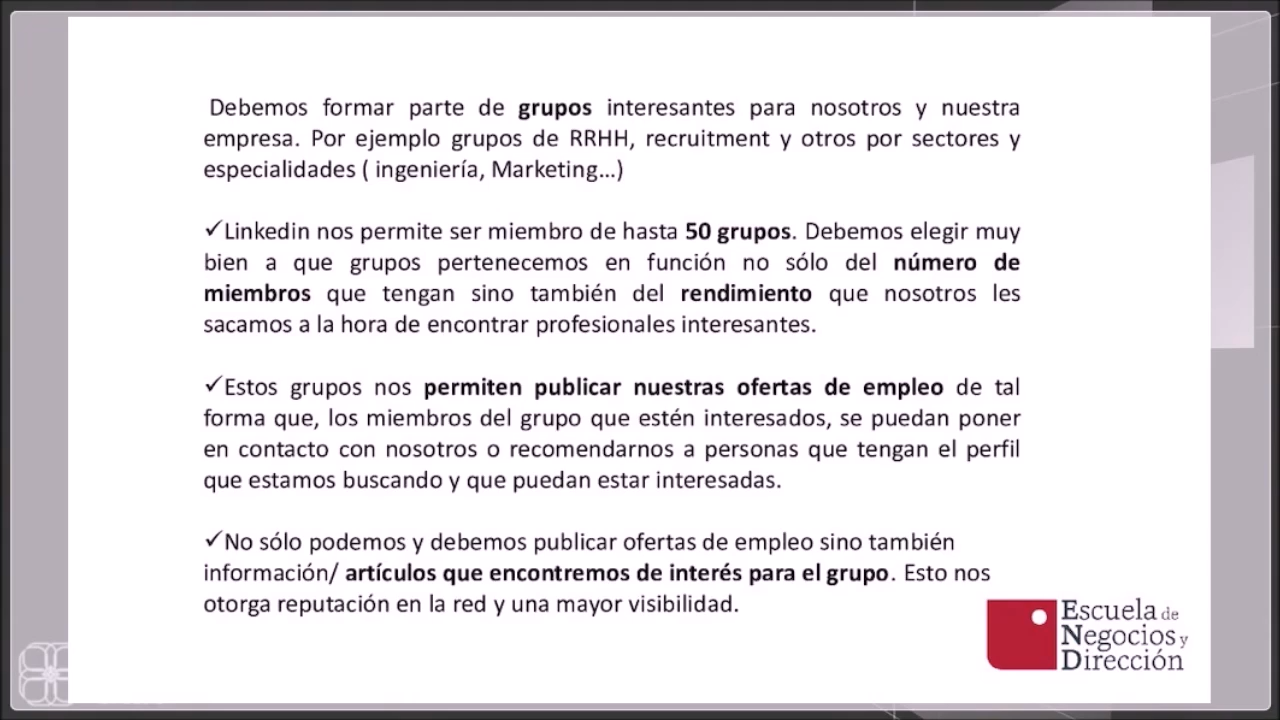 Debemos formar parte de grupos interesantes para nosotros y nuestra
empresa. Por ejemplo grupos de RRHH, recruitment y otros por sectores y
especialidades ( ingeniería, Marketing…)
✓Linkedin nos permite ser miembro de hasta 50 grupos. Debemos elegir muy
bien a que grupos pertenecemos en función no sólo del número de
miembros que tengan sino también del rendimiento que nosotros les
sacamos a la hora de encontrar profesionales interesantes.
✓Estos grupos nos permiten publicar nuestras ofertas de empleo de tal
forma que, los miembros del grupo que estén interesados, se puedan poner
en contacto con nosotros o recomendarnos a personas que tengan el perfil
que estamos buscando y que puedan estar interesadas.
✓No sólo podemos y debemos publicar ofertas de empleo sino también
información/ artículos que encontremos de interés para el grupo. Esto nos
otorga reputación en la red y una mayor visibilidad.
Escuela de
Negocios y
Dirección